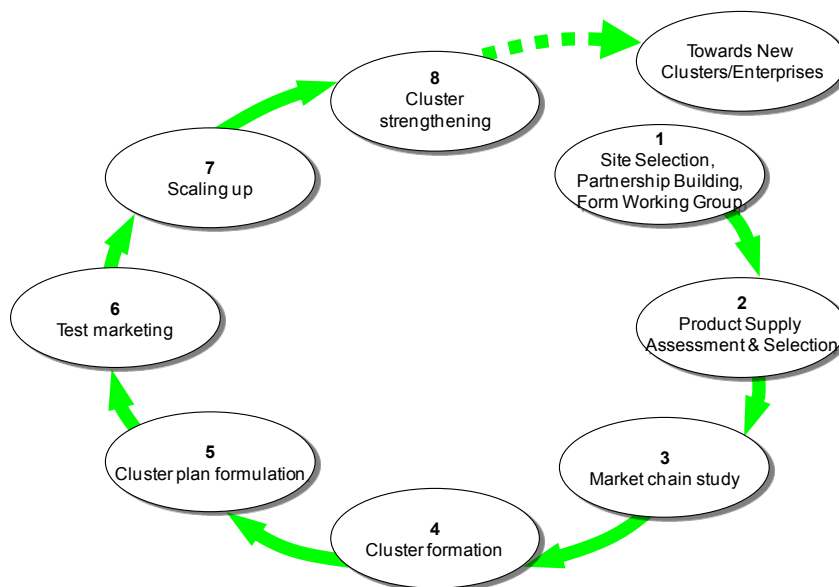 8
Cluster
strengthening
Towards New
Clusters/Enterprises
1
Site Selection,
Partnership Building,
Form Working Group,
2
Product Supply
Assessment & Selection
3
Market chain study
4
Cluster formation
5
Cluster plan formulation
6
Test marketing
7
Scaling up